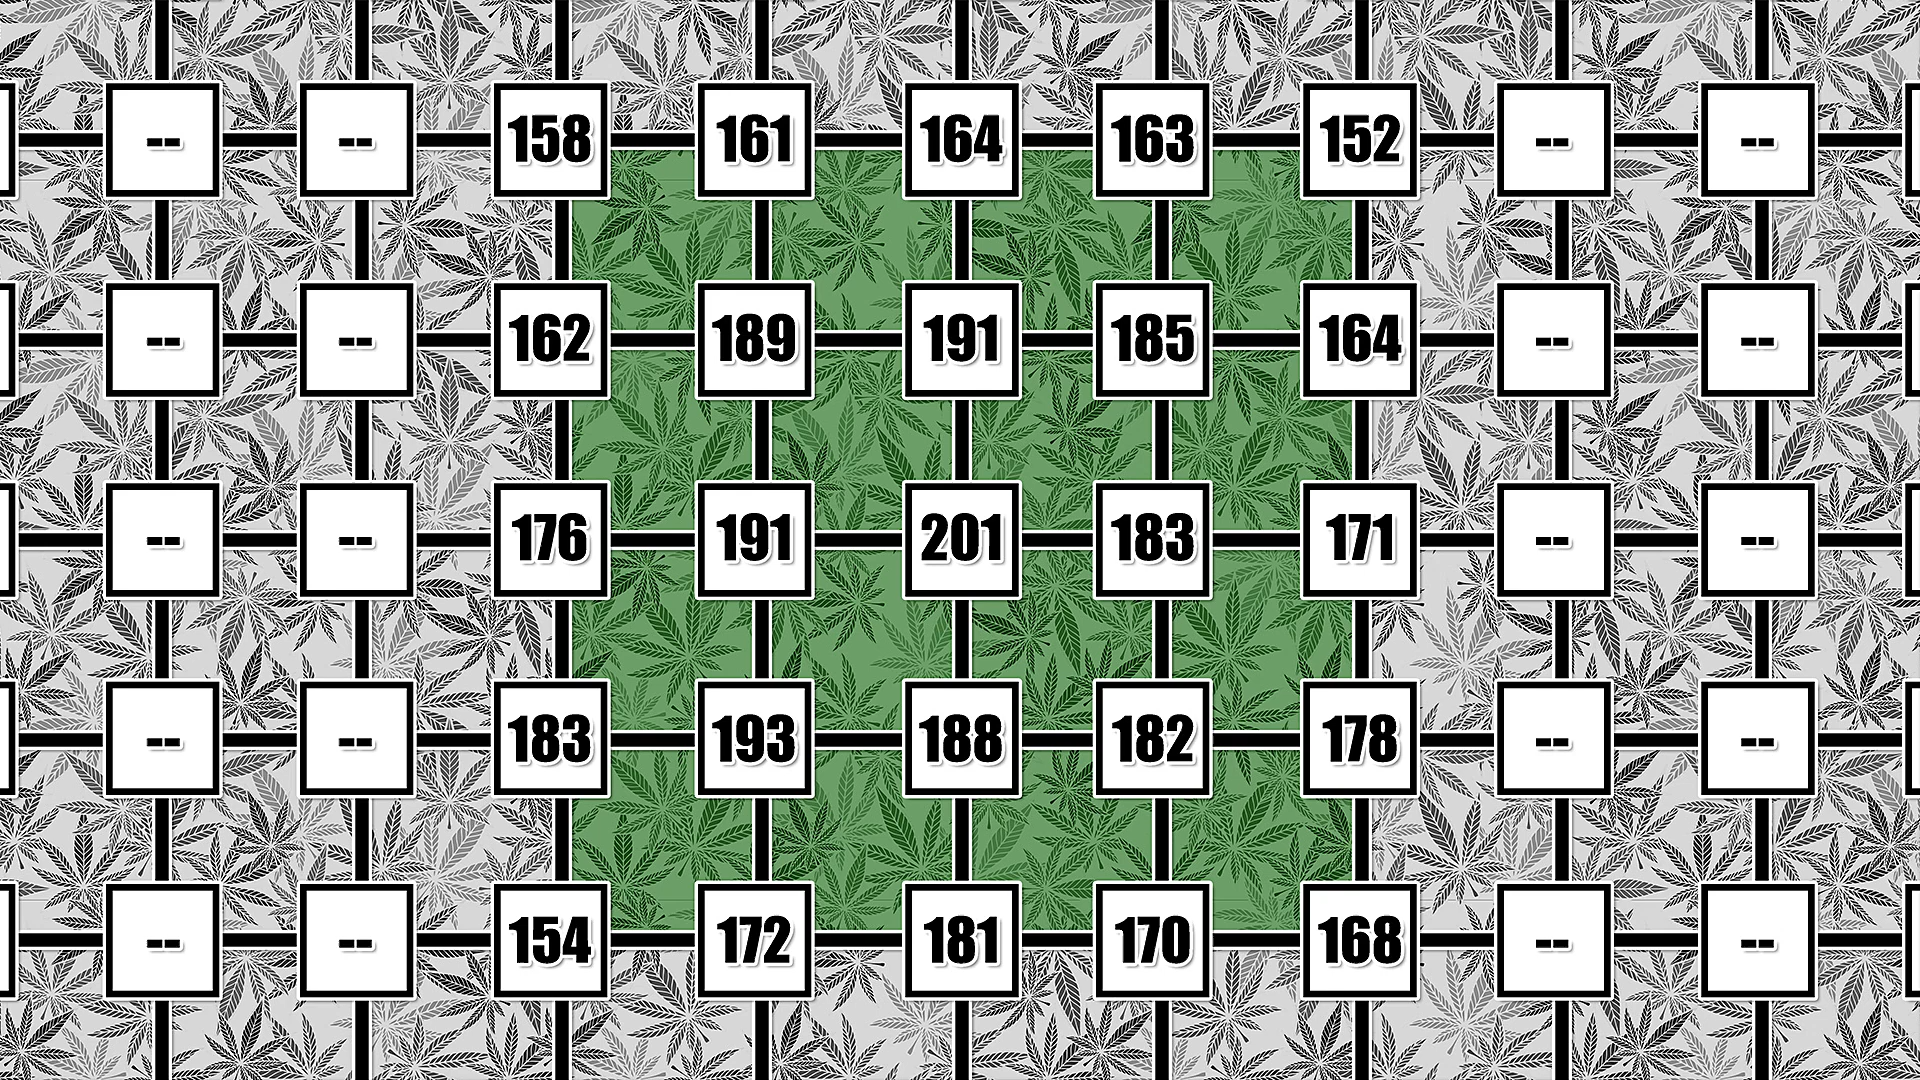 -- -- 158 161 164 163 152 -- --
-- -- 162 189 191 185 164 -- --
-- -- 176 191 201 183 171 -- --
-- -- 183 193 188 182 178 -- --
-- -- 154 172 181 170 168 -- --